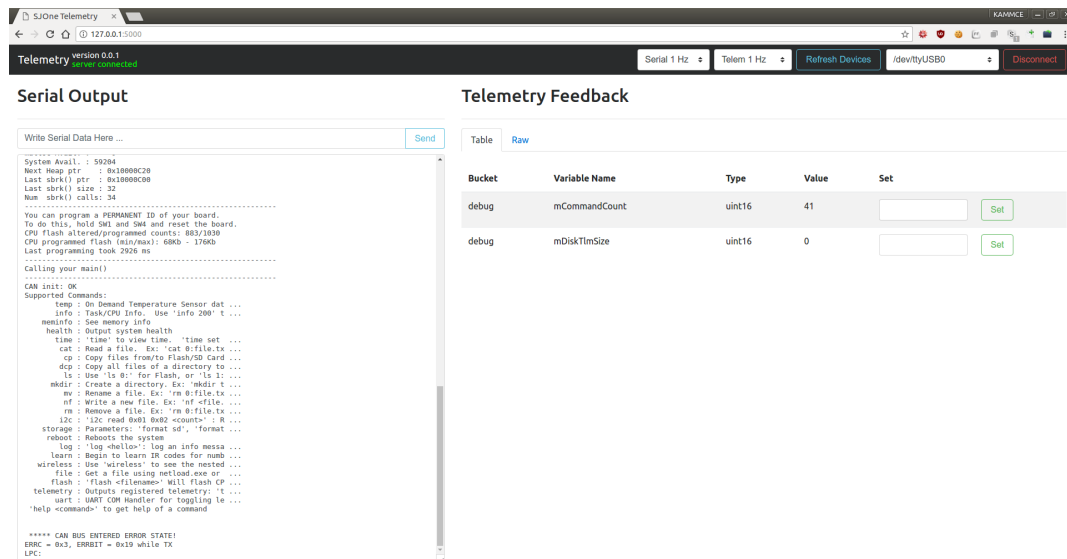 SJOne Telemetry
KAMMCE
127.0.0.1:5000
Telemetry version 0.0.1
server connected
Serial 1 Hz
Telem 1 Hz
Refresh Devices
/dev/ttyUSB0
Disconnect
Serial Output
Write Serial Data Here ...
Send
System Avail. : 59204
Next Heap ptr : 0x10000C20
Last sbrk() ptr : 0x10000C00
Last sbrk() size : 32
Num sbrk() calls: 34
----------------------------------------------------------------
You can program a PERMANENT ID of your board.
To do this, hold SW1 and SW4 and reset the board.
CPU flash altered/programmed counts: 883/1030
CPU programmed flash (min/max): 68Kb - 176Kb
Last programming took 2926 ms
----------------------------------------------------------------
Calling your main()
----------------------------------------------------------------
CAN init: OK
Supported Commands:
temp : On Demand Temperature Sensor dat ...
info : Task/CPU Info. Use 'info 200' t ...
meminfo : See memory info
health : Output system health
time : 'time' to view time. 'time set ...
cat : Read a file. Ex: 'cat 0:file.tx ...
cp : Copy files from/to Flash/SD Card ...
dcp : Copy all files of a directory to ...
ls : Use 'ls 0:' for Flash, or 'ls 1: ...
mkdir : Create a directory. Ex: 'mkdir t ...
mv : Rename a file. Ex: 'rm 0:file.tx ...
nf : Write a new file. Ex: 'nf <file. ...
rm : Remove a file. Ex: 'rm 0:file.tx ...
i2c : 'i2c read 0x01 0x02 <count>' : R ...
storage : Parameters: 'format sd', 'format ...
reboot : Reboots the system
log : 'log <hello>': log an info messa ...
learn : Begin to learn IR codes for numb ...
wireless : Use 'wireless' to see the nested ...
file : Get a file using netload.exe or ...
flash : 'flash <filename>' Will flash CP ...
telemetry : Outputs registered telemetry: 't ...
uart : UART COM Handler for toggling le ...
'help <command>' to get help of a command
***** CAN BUS ENTERED ERROR STATE!
ERRC = 0x3, ERRBIT = 0x19 while TX
LPC:
Telemetry Feedback
Table Raw
Bucket Variable Name Type Value Set
debug mCommandCount uint16 41 Set
debug mDiskTlmSize uint16 0 Set